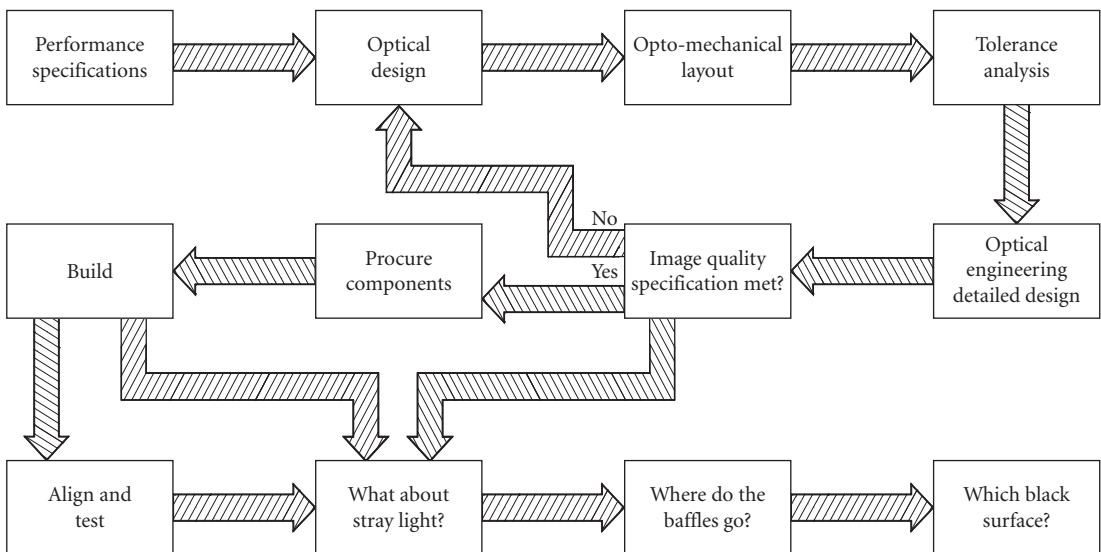 Performance
specifications
Optical
design
Opto-mechanical
layout
Tolerance
analysis
No
Yes
Build
Procure
components
Image quality
specification met?
Optical
engineering
detailed design
Align and
test
What about
stray light?
Where do the
baffles go?
Which black
surface?